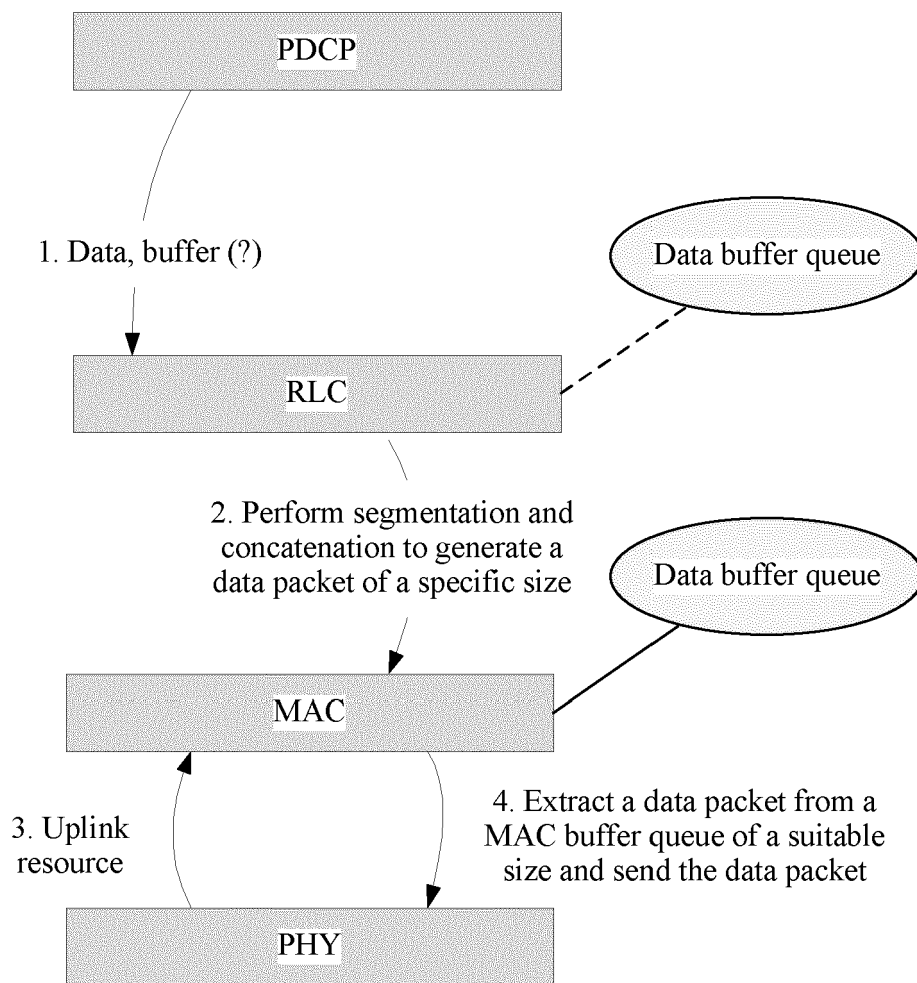 PDCP
1. Data, buffer (?)
Data buffer queue
RLC
2. Perform segmentation and
concatenation to generate a
data packet of a specific size
Data buffer queue
MAC
3. Uplink
resource
4. Extract a data packet from a
MAC buffer queue of a suitable
size and send the data packet
PHY